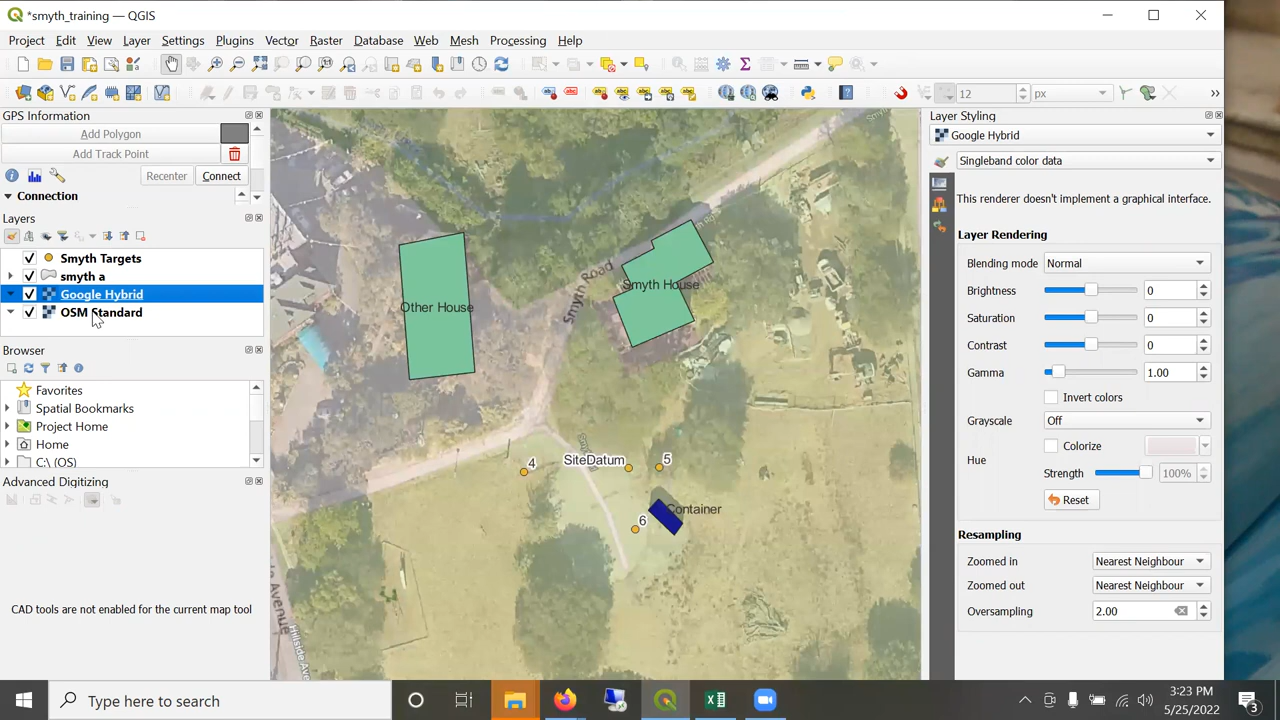 *smyth_training — QGIS
Project Edit View Layer Settings Plugins Vector Raster Database Web Mesh Processing Help
12 px
GPS Information
Add Polygon
Add Track Point
Recenter Connect
Connection
Layers
Smyth Targets
smyth a
Google Hybrid
OSM Standard
Browser
Favorites
Spatial Bookmarks
Project Home
Home
C:\ (OS)
Advanced Digitizing
CAD tools are not enabled for the current map tool
Other House
Smyth House
Smyth Road
SiteDatum
4
5
6
Container
Hillside Ave
Layer Styling
Google Hybrid
Singleband color data
This renderer doesn't implement a graphical interface.
Layer Rendering
Blending mode Normal
Brightness 0
Saturation 0
Contrast 0
Gamma 1.00
Invert colors
Grayscale Off
Colorize
Hue
Strength 100%
Reset
Resampling
Zoomed in Nearest Neighbour
Zoomed out Nearest Neighbour
Oversampling 2.00
Type here to search
3:23 PM
5/25/2022
3